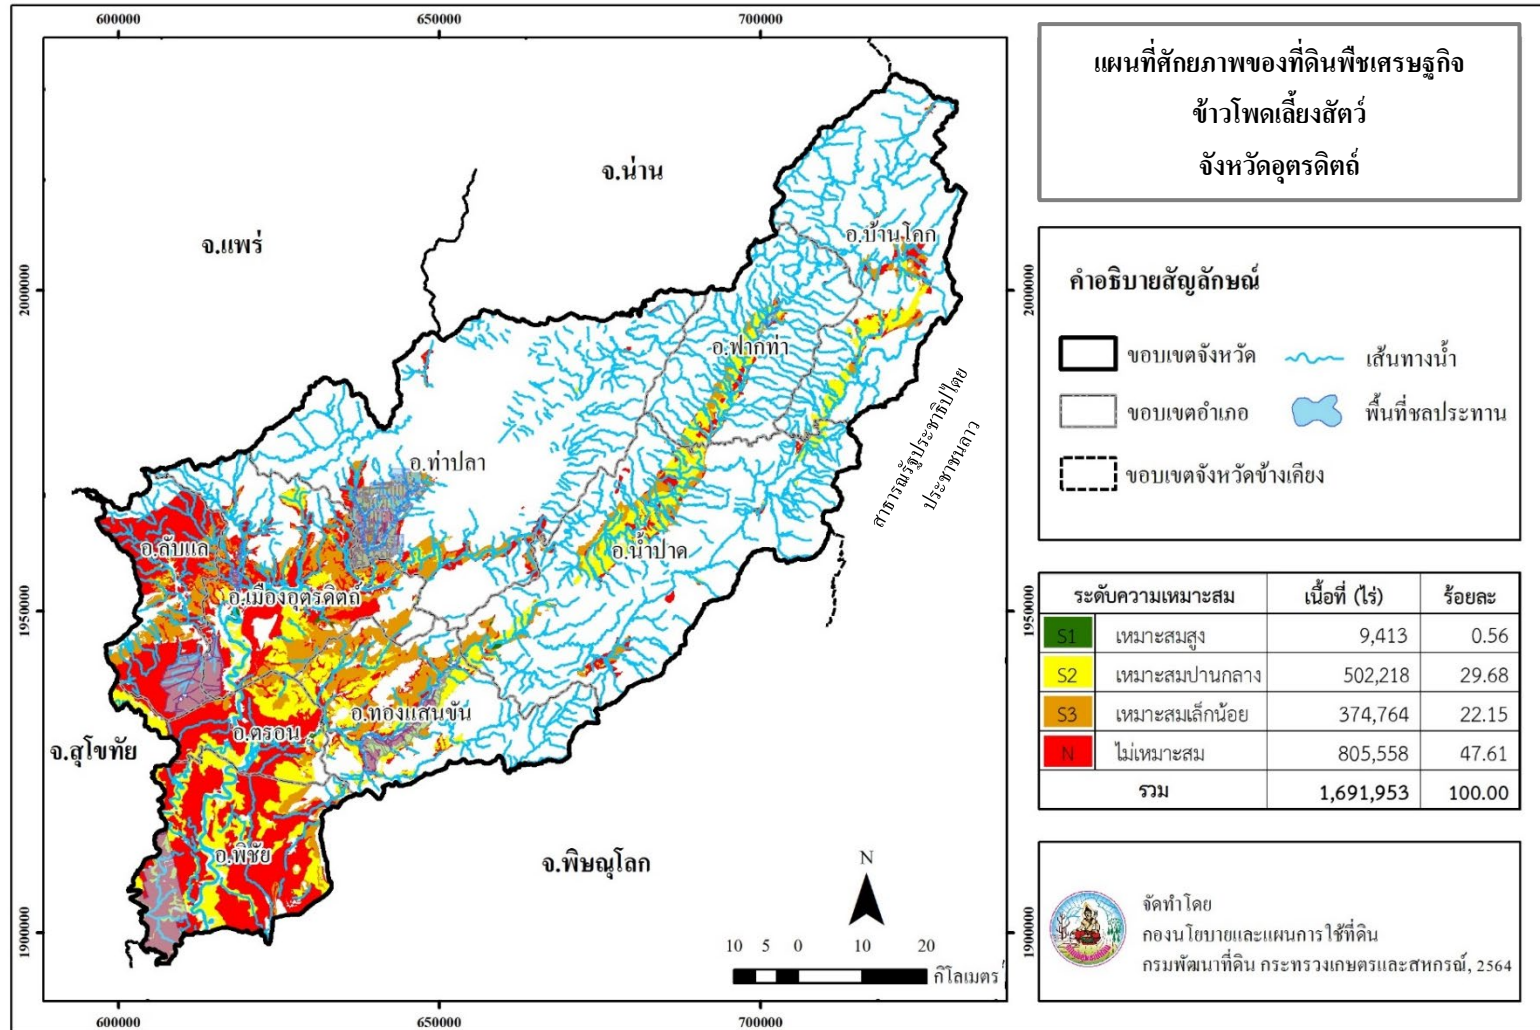 600000 650000 700000
แผนที่ศักยภาพของที่ดินพืชเศรษฐกิจ
ข้าวโพดเลี้ยงสัตว์
จังหวัดอุตรดิตถ์
จ.น่าน
จ.แพร่
อ.บ้านโคก
2000000
2000000
อ.ฟากท่า
อ.ท่าปลา
สาธารณรัฐประชาธิปไตย
ประชาชนลาว
อ.ลับแล
อ.น้ำปาด
อ.เมืองอุตรดิตถ์
1950000
1950000
อ.ทองแสนขัน
อ.ตรอน
จ.สุโขทัย
อ.พิชัย
จ.พิษณุโลก
N
1900000
1900000
10 5 0 10 20
กิโลเมตร
600000 650000 700000
คำอธิบายสัญลักษณ์
ขอบเขตจังหวัด เส้นทางน้ำ
ขอบเขตอำเภอ พื้นที่ชลประทาน
ขอบเขตจังหวัดข้างเคียง
ระดับความเหมาะสม เนื้อที่ (ไร่) ร้อยละ
S1 เหมาะสมสูง 9,413 0.56
S2 เหมาะสมปานกลาง 502,218 29.68
S3 เหมาะสมเล็กน้อย 374,764 22.15
N ไม่เหมาะสม 805,558 47.61
รวม 1,691,953 100.00
จัดทำโดย
กองนโยบายและแผนการใช้ที่ดิน
กรมพัฒนาที่ดิน กระทรวงเกษตรและสหกรณ์, 2564